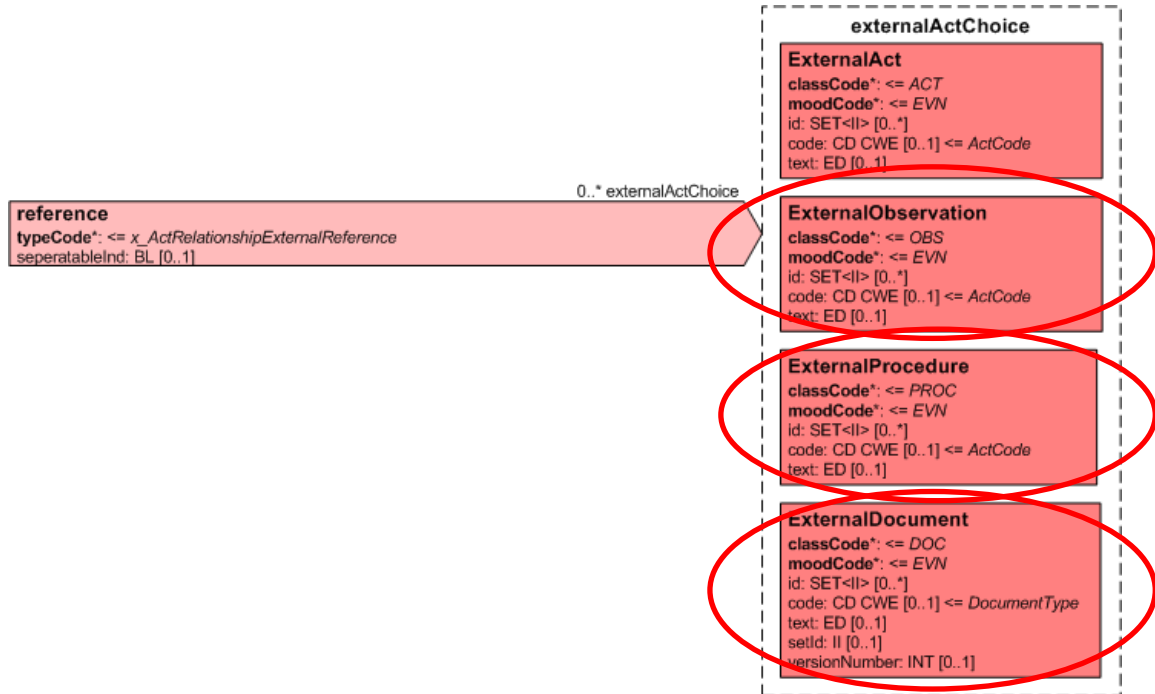 externalActChoice
ExternalAct
classCode*: <= ACT
moodCode*: <= EVN
id: SET<II> [0..*]
code: CD CWE [0..1] <= ActCode
text: ED [0..1]
0..* externalActChoice
reference
typeCode*: <= x_ActRelationshipExternalReference
seperatableInd: BL [0..1]
ExternalObservation
classCode*: <= OBS
moodCode*: <= EVN
id: SET<II> [0..*]
code: CD CWE [0..1] <= ActCode
text: ED [0..1]
ExternalProcedure
classCode*: <= PROC
moodCode*: <= EVN
id: SET<II> [0..*]
code: CD CWE [0..1] <= ActCode
text: ED [0..1]
ExternalDocument
classCode*: <= DOC
moodCode*: <= EVN
id: SET<II> [0..*]
code: CD CWE [0..1] <= DocumentType
text: ED [0..1]
setId: II [0..1]
versionNumber: INT [0..1]